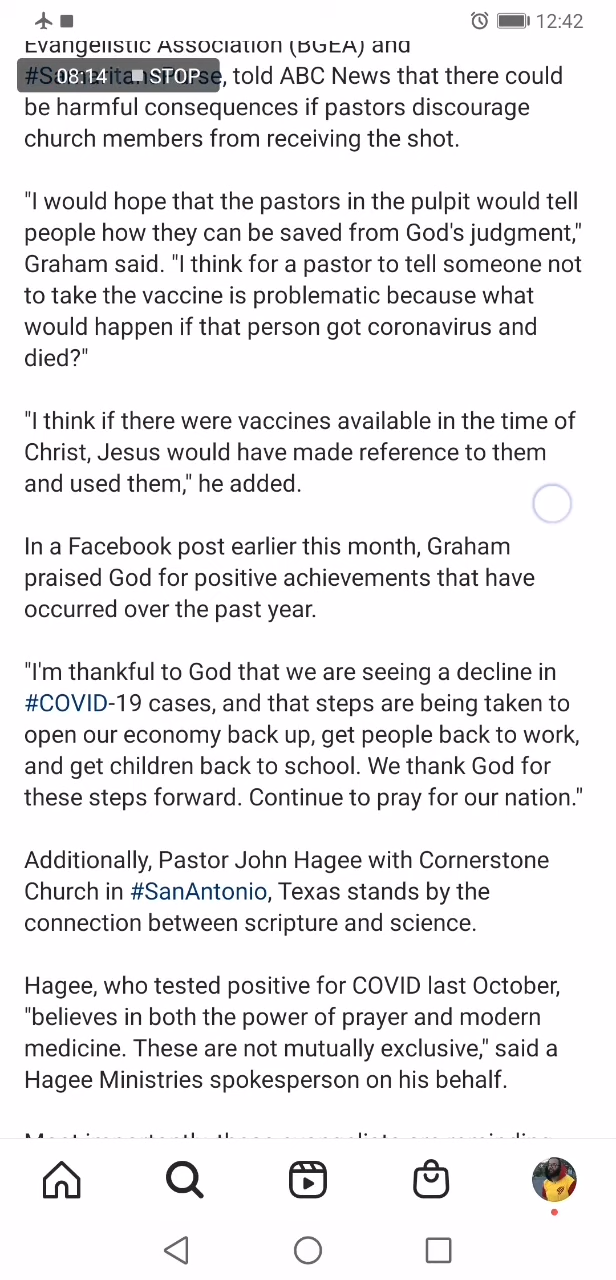 12:42
Evangelistic Association (BGEA) and
08:14 STOP
#SamaritansPurse, told ABC News that there could
be harmful consequences if pastors discourage
church members from receiving the shot.
"I would hope that the pastors in the pulpit would tell
people how they can be saved from God's judgment,"
Graham said. "I think for a pastor to tell someone not
to take the vaccine is problematic because what
would happen if that person got coronavirus and
died?"
"I think if there were vaccines available in the time of
Christ, Jesus would have made reference to them
and used them," he added.
In a Facebook post earlier this month, Graham
praised God for positive achievements that have
occurred over the past year.
"I'm thankful to God that we are seeing a decline in
#COVID-19 cases, and that steps are being taken to
open our economy back up, get people back to work,
and get children back to school. We thank God for
these steps forward. Continue to pray for our nation."
Additionally, Pastor John Hagee with Cornerstone
Church in #SanAntonio, Texas stands by the
connection between scripture and science.
Hagee, who tested positive for COVID last October,
"believes in both the power of prayer and modern
medicine. These are not mutually exclusive," said a
Hagee Ministries spokesperson on his behalf.